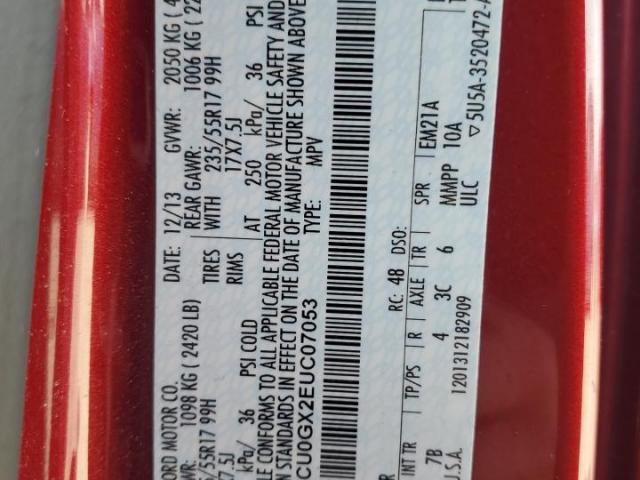 ORD MOTOR CO. DATE: 12/13 GVWR: 2050 KG ( 4
WR: 1098 KG ( 2420 LB) REAR GAWR: 1006 KG ( 22
/55R17 99H TIRES WITH 235/55R17 99H
7X7.5J RIMS 17X7.5J
kPa/ 36 PSI COLD AT 250 kPa/ 36 PSI
LE CONFORMS TO ALL APPLICABLE FEDERAL MOTOR VEHICLE SAFETY AND
N STANDARDS IN EFFECT ON THE DATE OF MANUFACTURE SHOWN ABOVE
CU0GX2EUC07053 TYPE: MPV
R RC: 48 DSO:
INT TR TP/PS R AXLE TR SPR EM21A
7B 4 3C 6 MMPP 10A
U.S.A. 1201312182909 ULC ▽5U5A-3520472-A